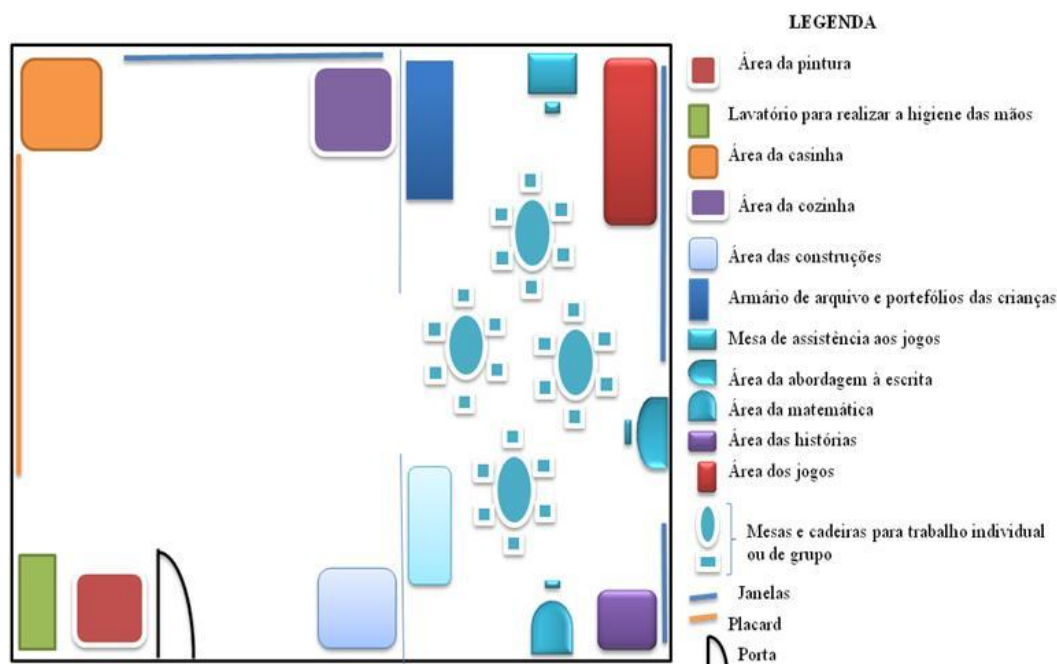 LEGENDA
Área da pintura
Lavatório para realizar a higiene das mãos
Área da casinha
Área da cozinha
Área das construções
Armário de arquivo e portefólios das crianças
Mesa de assistência aos jogos
Área da abordagem à escrita
Área da matemática
Área das histórias
Área dos jogos
Mesas e cadeiras para trabalho individual
ou de grupo
Janelas
Placard
Porta